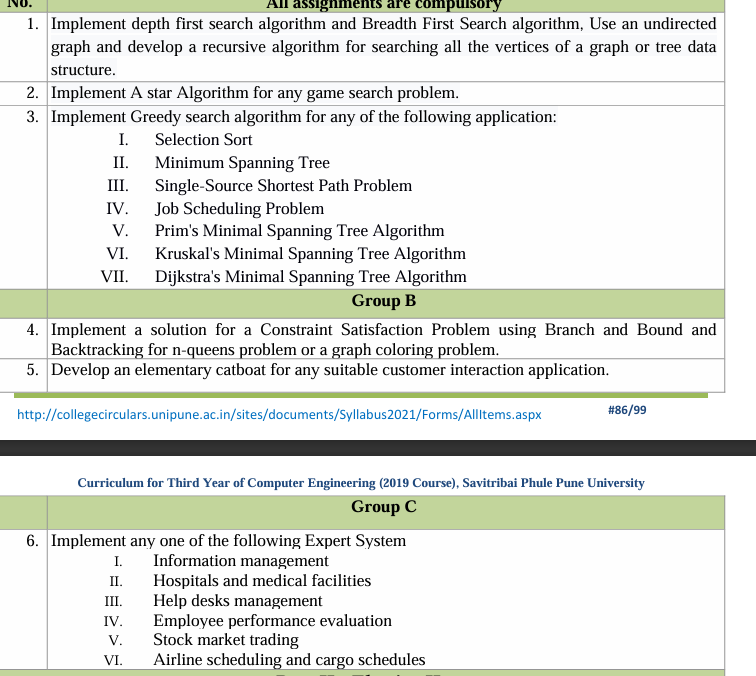 No. All assignments are compulsory
1. Implement depth first search algorithm and Breadth First Search algorithm, Use an undirected
graph and develop a recursive algorithm for searching all the vertices of a graph or tree data
structure.
2. Implement A star Algorithm for any game search problem.
3. Implement Greedy search algorithm for any of the following application:
I. Selection Sort
II. Minimum Spanning Tree
III. Single-Source Shortest Path Problem
IV. Job Scheduling Problem
V. Prim's Minimal Spanning Tree Algorithm
VI. Kruskal's Minimal Spanning Tree Algorithm
VII. Dijkstra's Minimal Spanning Tree Algorithm
Group B
4. Implement a solution for a Constraint Satisfaction Problem using Branch and Bound and
Backtracking for n-queens problem or a graph coloring problem.
5. Develop an elementary catboat for any suitable customer interaction application.
http://collegecirculars.unipune.ac.in/sites/documents/Syllabus2021/Forms/AllItems.aspx #86/99
Curriculum for Third Year of Computer Engineering (2019 Course), Savitribai Phule Pune University
Group C
6. Implement any one of the following Expert System
I. Information management
II. Hospitals and medical facilities
III. Help desks management
IV. Employee performance evaluation
V. Stock market trading
VI. Airline scheduling and cargo schedules